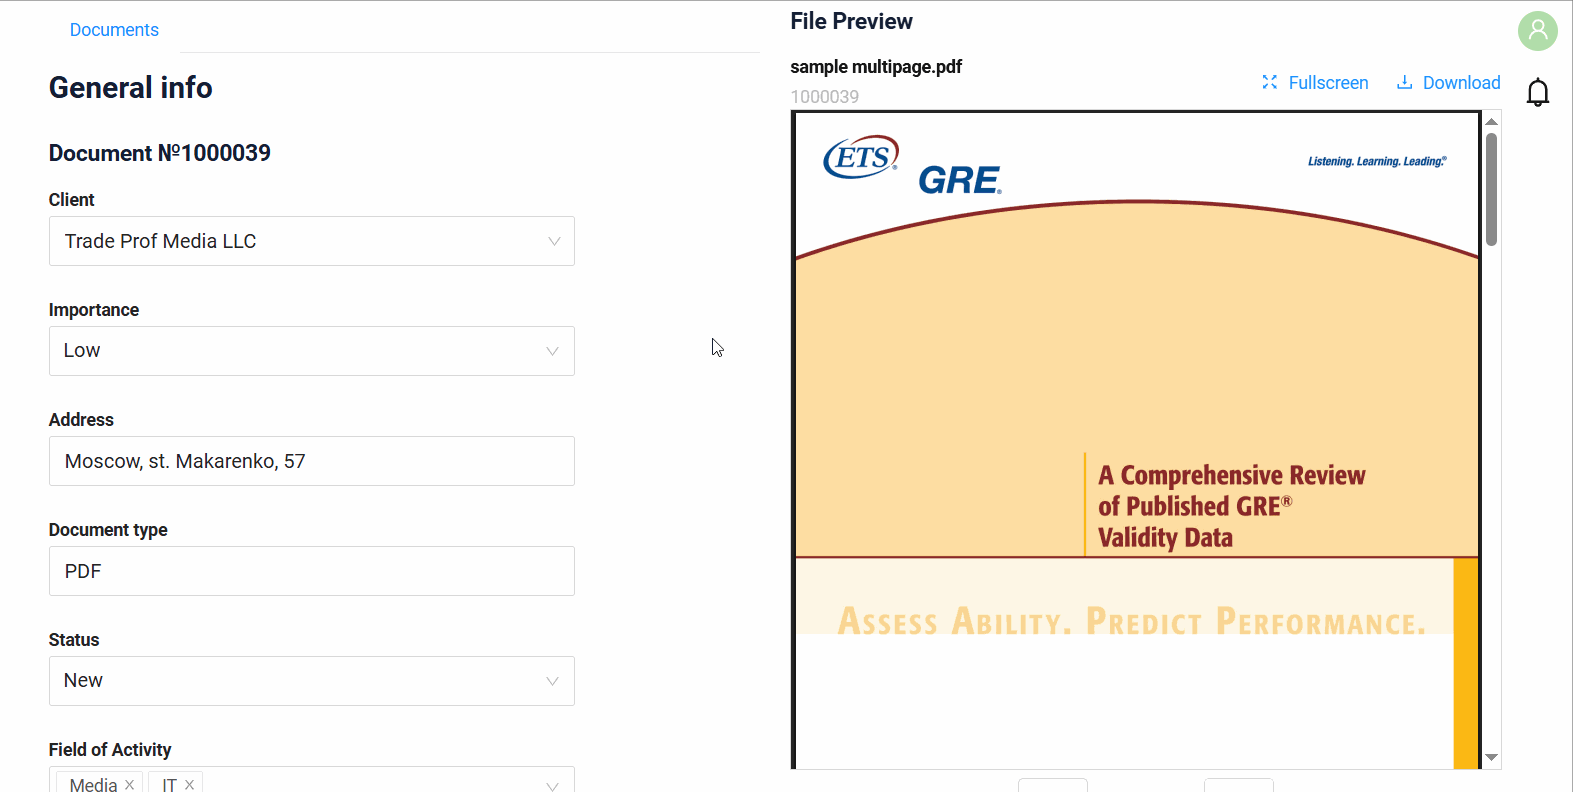 Documents
General info
Document №1000039
Client
Trade Prof Media LLC
Importance
Low
Address
Moscow, st. Makarenko, 57
Document type
PDF
Status
New
Field of Activity
Media
IT
File Preview
sample multipage.pdf
1000039
Fullscreen
Download
ETS®
GRE®
Listening. Learning. Leading.®
A Comprehensive Review
of Published GRE®
Validity Data
ASSESS ABILITY. PREDICT PERFORMANCE.